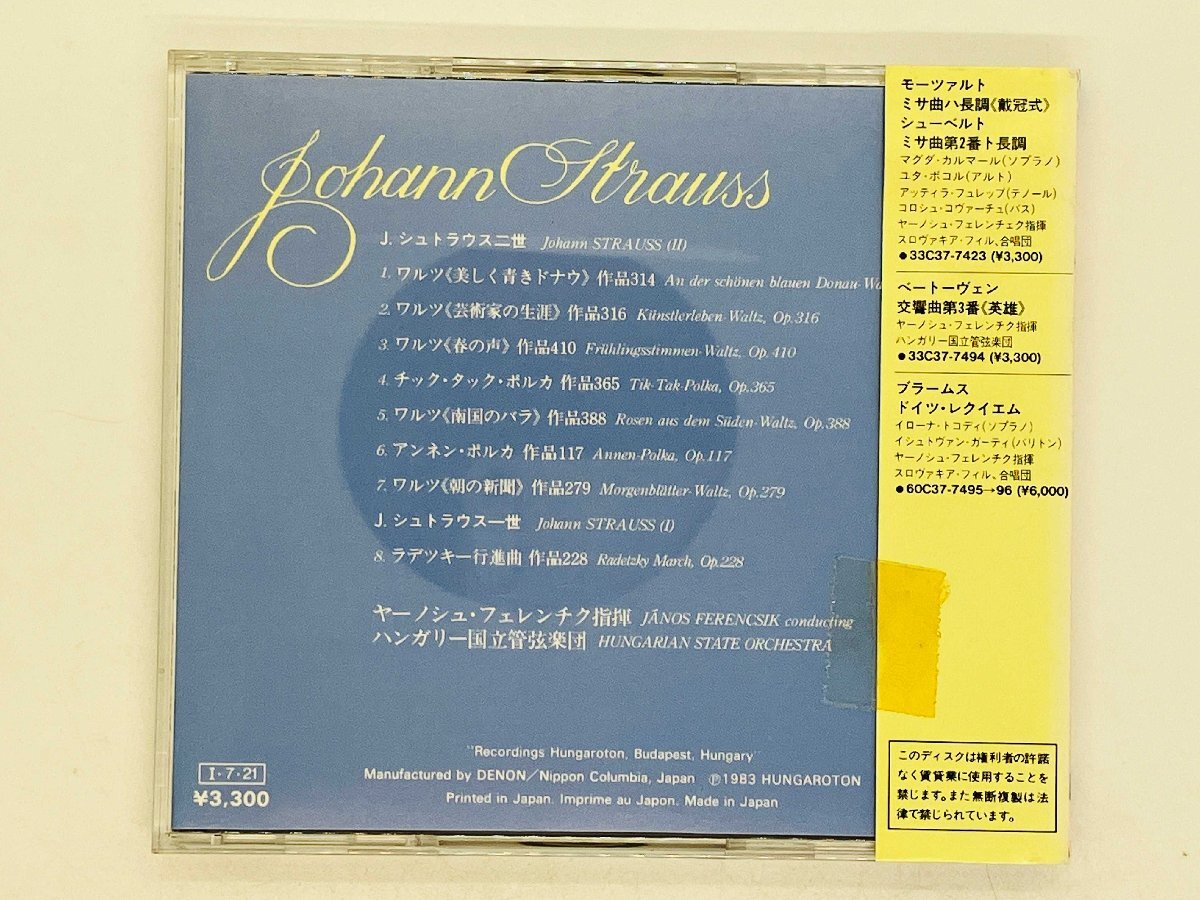 Johann Strauss
J. シュトラウス二世 Johann STRAUSS (II)
1. ワルツ《美しく青きドナウ》作品314 An der schönen blauen Donau-Wa
2. ワルツ《芸術家の生涯》作品316 Künstlerleben-Waltz, Op.316
3. ワルツ《春の声》作品410 Frühlingsstimmen-Waltz, Op.410
4. チック・タック・ポルカ 作品365 Tik-Tak-Polka, Op.365
5. ワルツ《南国のバラ》作品388 Rosen aus dem Süden-Waltz, Op.388
6. アンネン・ポルカ 作品117 Annen-Polka, Op.117
7. ワルツ《朝の新聞》作品279 Morgenblätter-Waltz, Op.279
J. シュトラウス一世 Johann STRAUSS (I)
8. ラデツキー行進曲 作品228 Radetzky March, Op.228
ヤーノシュ・フェレンチク指揮 JÁNOS FERENCSIK conducting
ハンガリー国立管弦楽団 HUNGARIAN STATE ORCHESTRA
"Recordings Hungaroton, Budapest, Hungary"
Manufactured by DENON/Nippon Columbia, Japan ℗1983 HUNGAROTON
Printed in Japan. Imprime au Japon. Made in Japan
I・7・21
¥3,300
モーツァルト
ミサ曲ハ長調《戴冠式》
シューベルト
ミサ曲第2番ト長調
マグダ・カルマール(ソプラノ)
ユタ・ボコル(アルト)
アッティラ・フュレップ(テノール)
コロシュ・コヴァーチュ(バス)
ヤーノシュ・フェレンチェク指揮
スロヴァキア・フィル、合唱団
●33C37-7423 (¥3,300)
ベートーヴェン
交響曲第3番《英雄》
ヤーノシュ・フェレンチク指揮
ハンガリー国立管弦楽団
●33C37-7494 (¥3,300)
ブラームス
ドイツ・レクイエム
イローナ・トコディ(ソプラノ)
イシュトヴァン・ガーティ(バリトン)
ヤーノシュ・フェレンチク指揮
スロヴァキア・フィル、合唱団
●60C37-7495→96 (¥6,000)
このディスクは権利者の許諾
なく賃貸業に使用することを
禁じます。また無断複製は法
律で禁じられています。